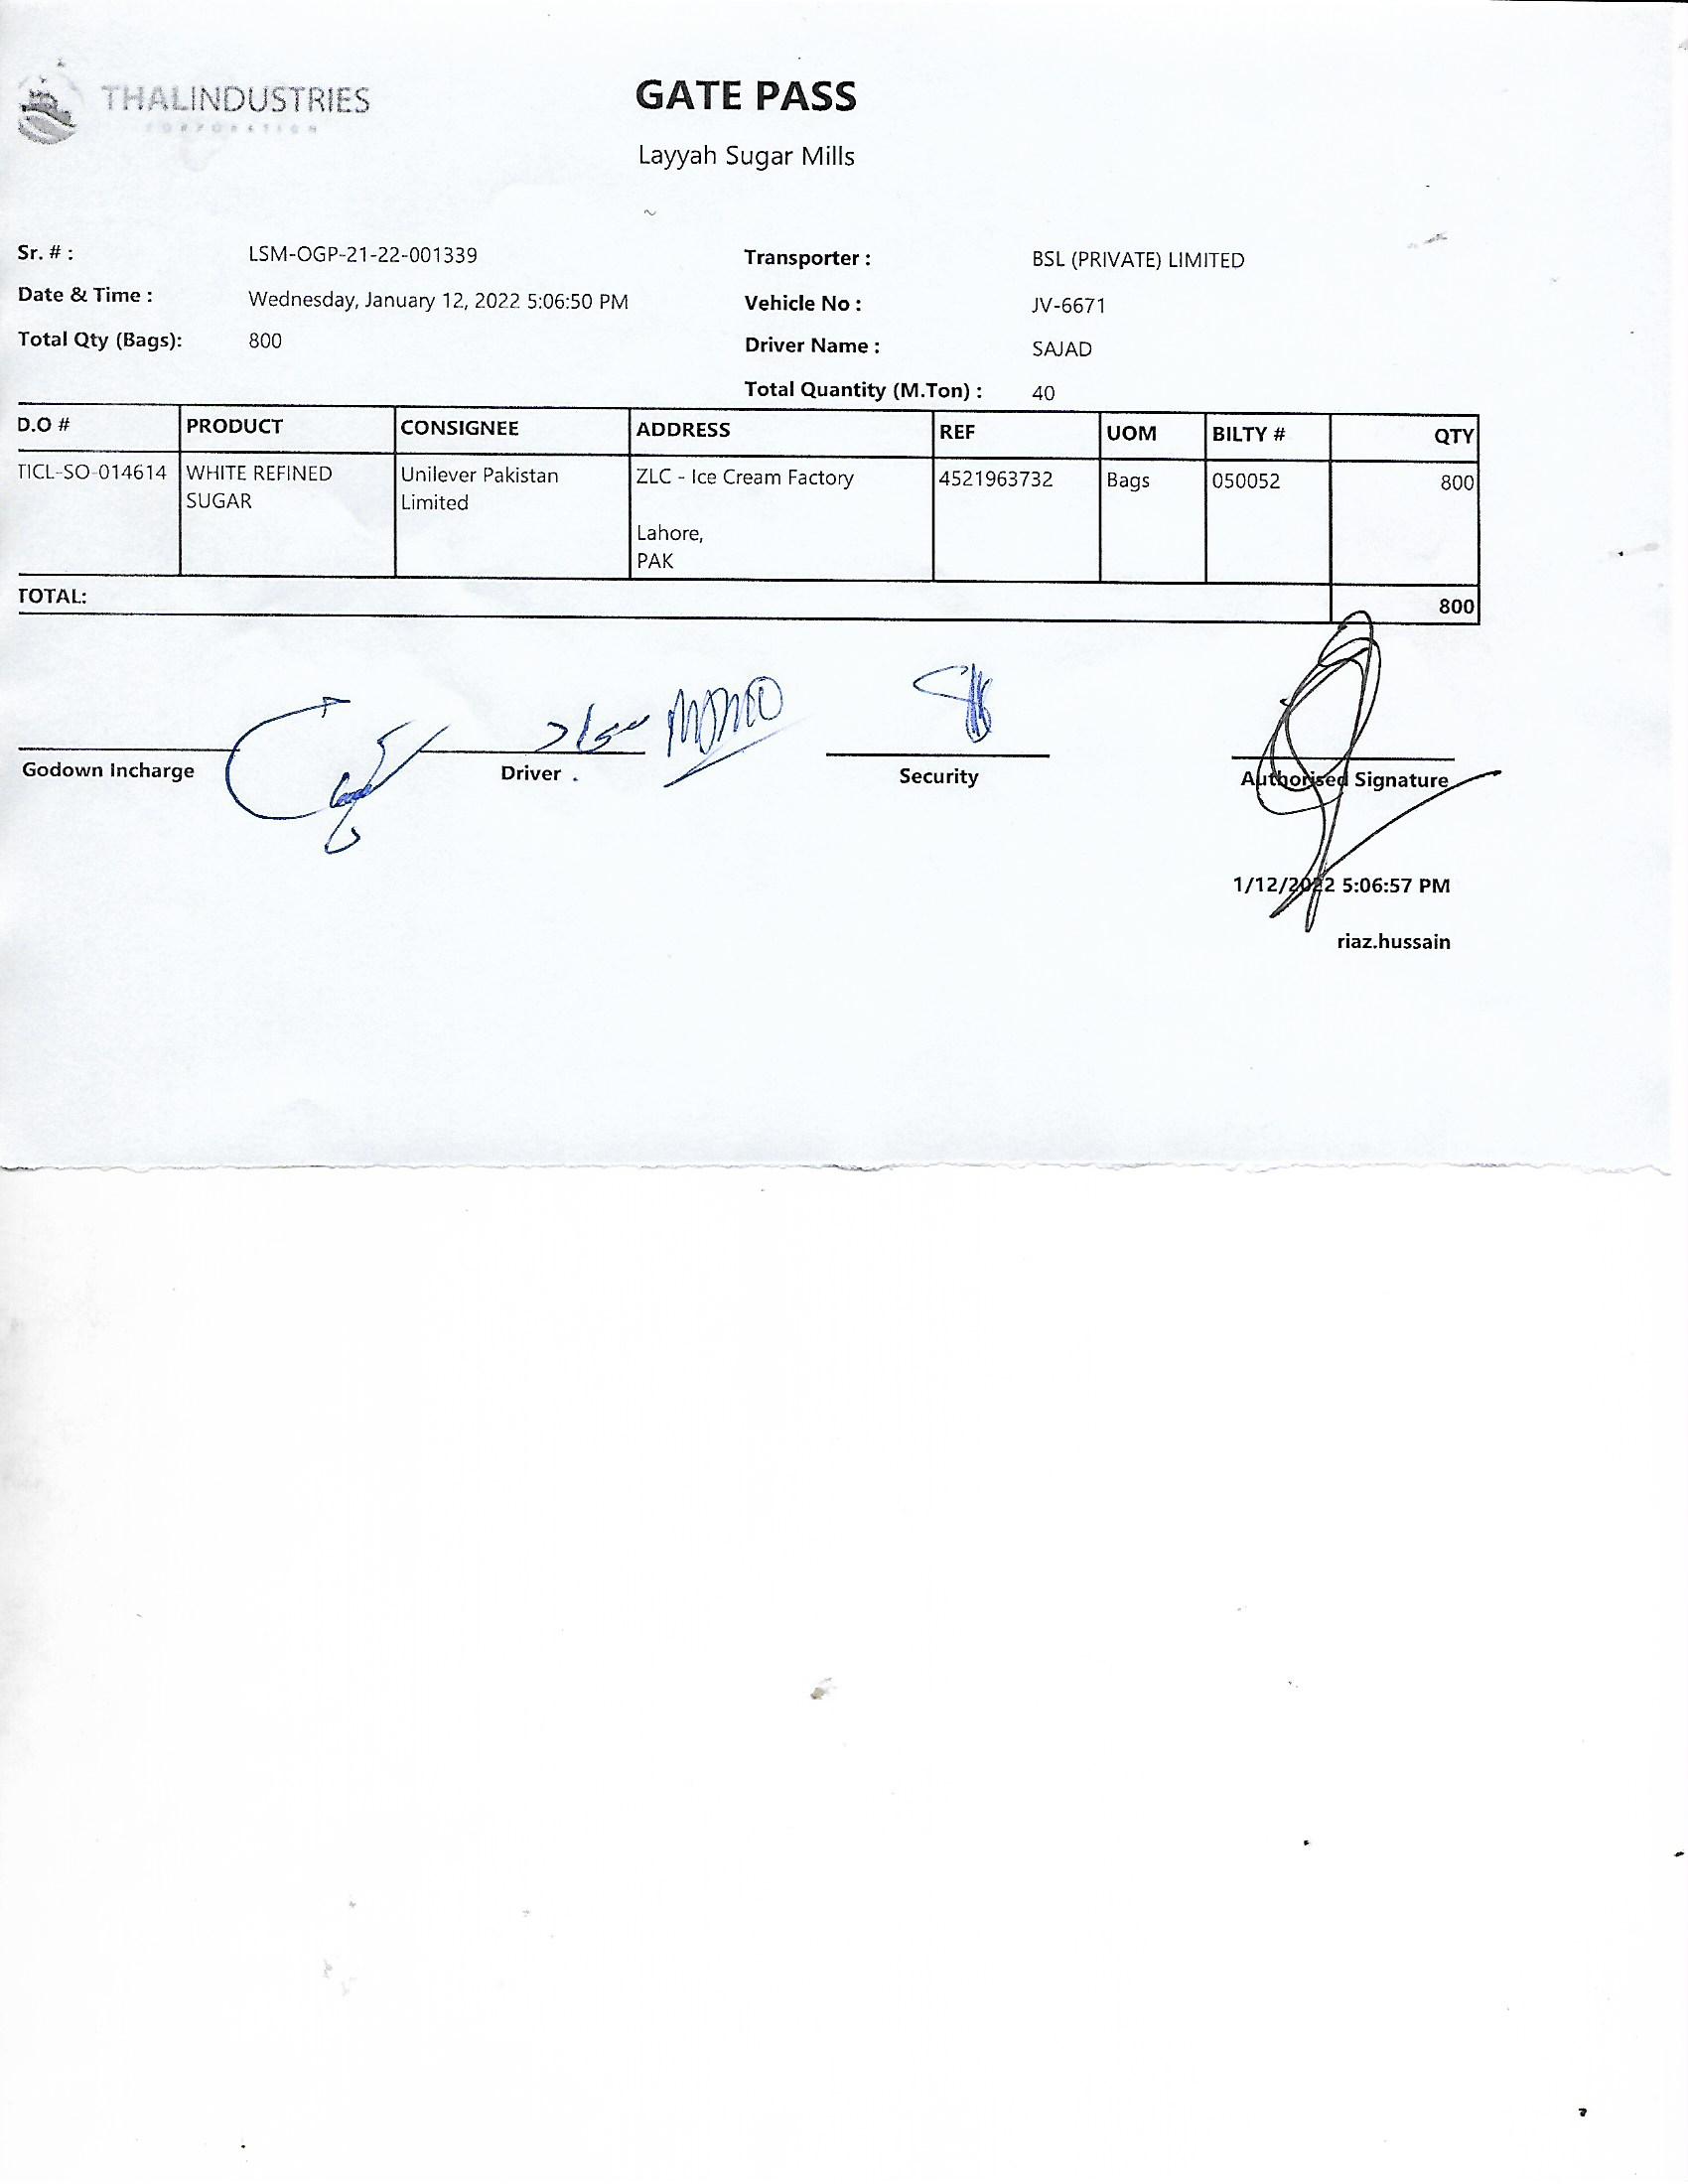 THALINDUSTRIES
CORPORATION
GATE PASS
Layyah Sugar Mills
Sr. # : LSM-OGP-21-22-001339
Transporter : BSL (PRIVATE) LIMITED
Date & Time : Wednesday, January 12, 2022 5:06:50 PM
Vehicle No : JV-6671
Total Qty (Bags): 800
Driver Name : SAJAD
Total Quantity (M.Ton) : 40
D.O # PRODUCT CONSIGNEE ADDRESS REF UOM BILTY # QTY
TICL-SO-014614 WHITE REFINED Unilever Pakistan ZLC - Ice Cream Factory 4521963732 Bags 050052 800
SUGAR Limited
Lahore,
PAK
TOTAL: 800
Godown Incharge Driver . Security Authorised Signature
1/12/2022 5:06:57 PM
riaz.hussain